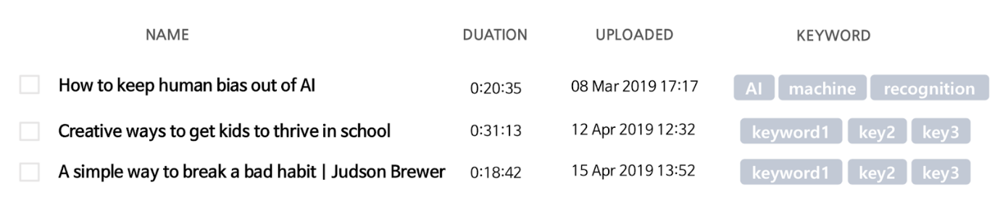 NAME DUATION UPLOADED KEYWORD
How to keep human bias out of AI 0:20:35 08 Mar 2019 17:17 AI machine recognition
Creative ways to get kids to thrive in school 0:31:13 12 Apr 2019 12:32 keyword1 key2 key3
A simple way to break a bad habit | Judson Brewer 0:18:42 15 Apr 2019 13:52 keyword1 key2 key3